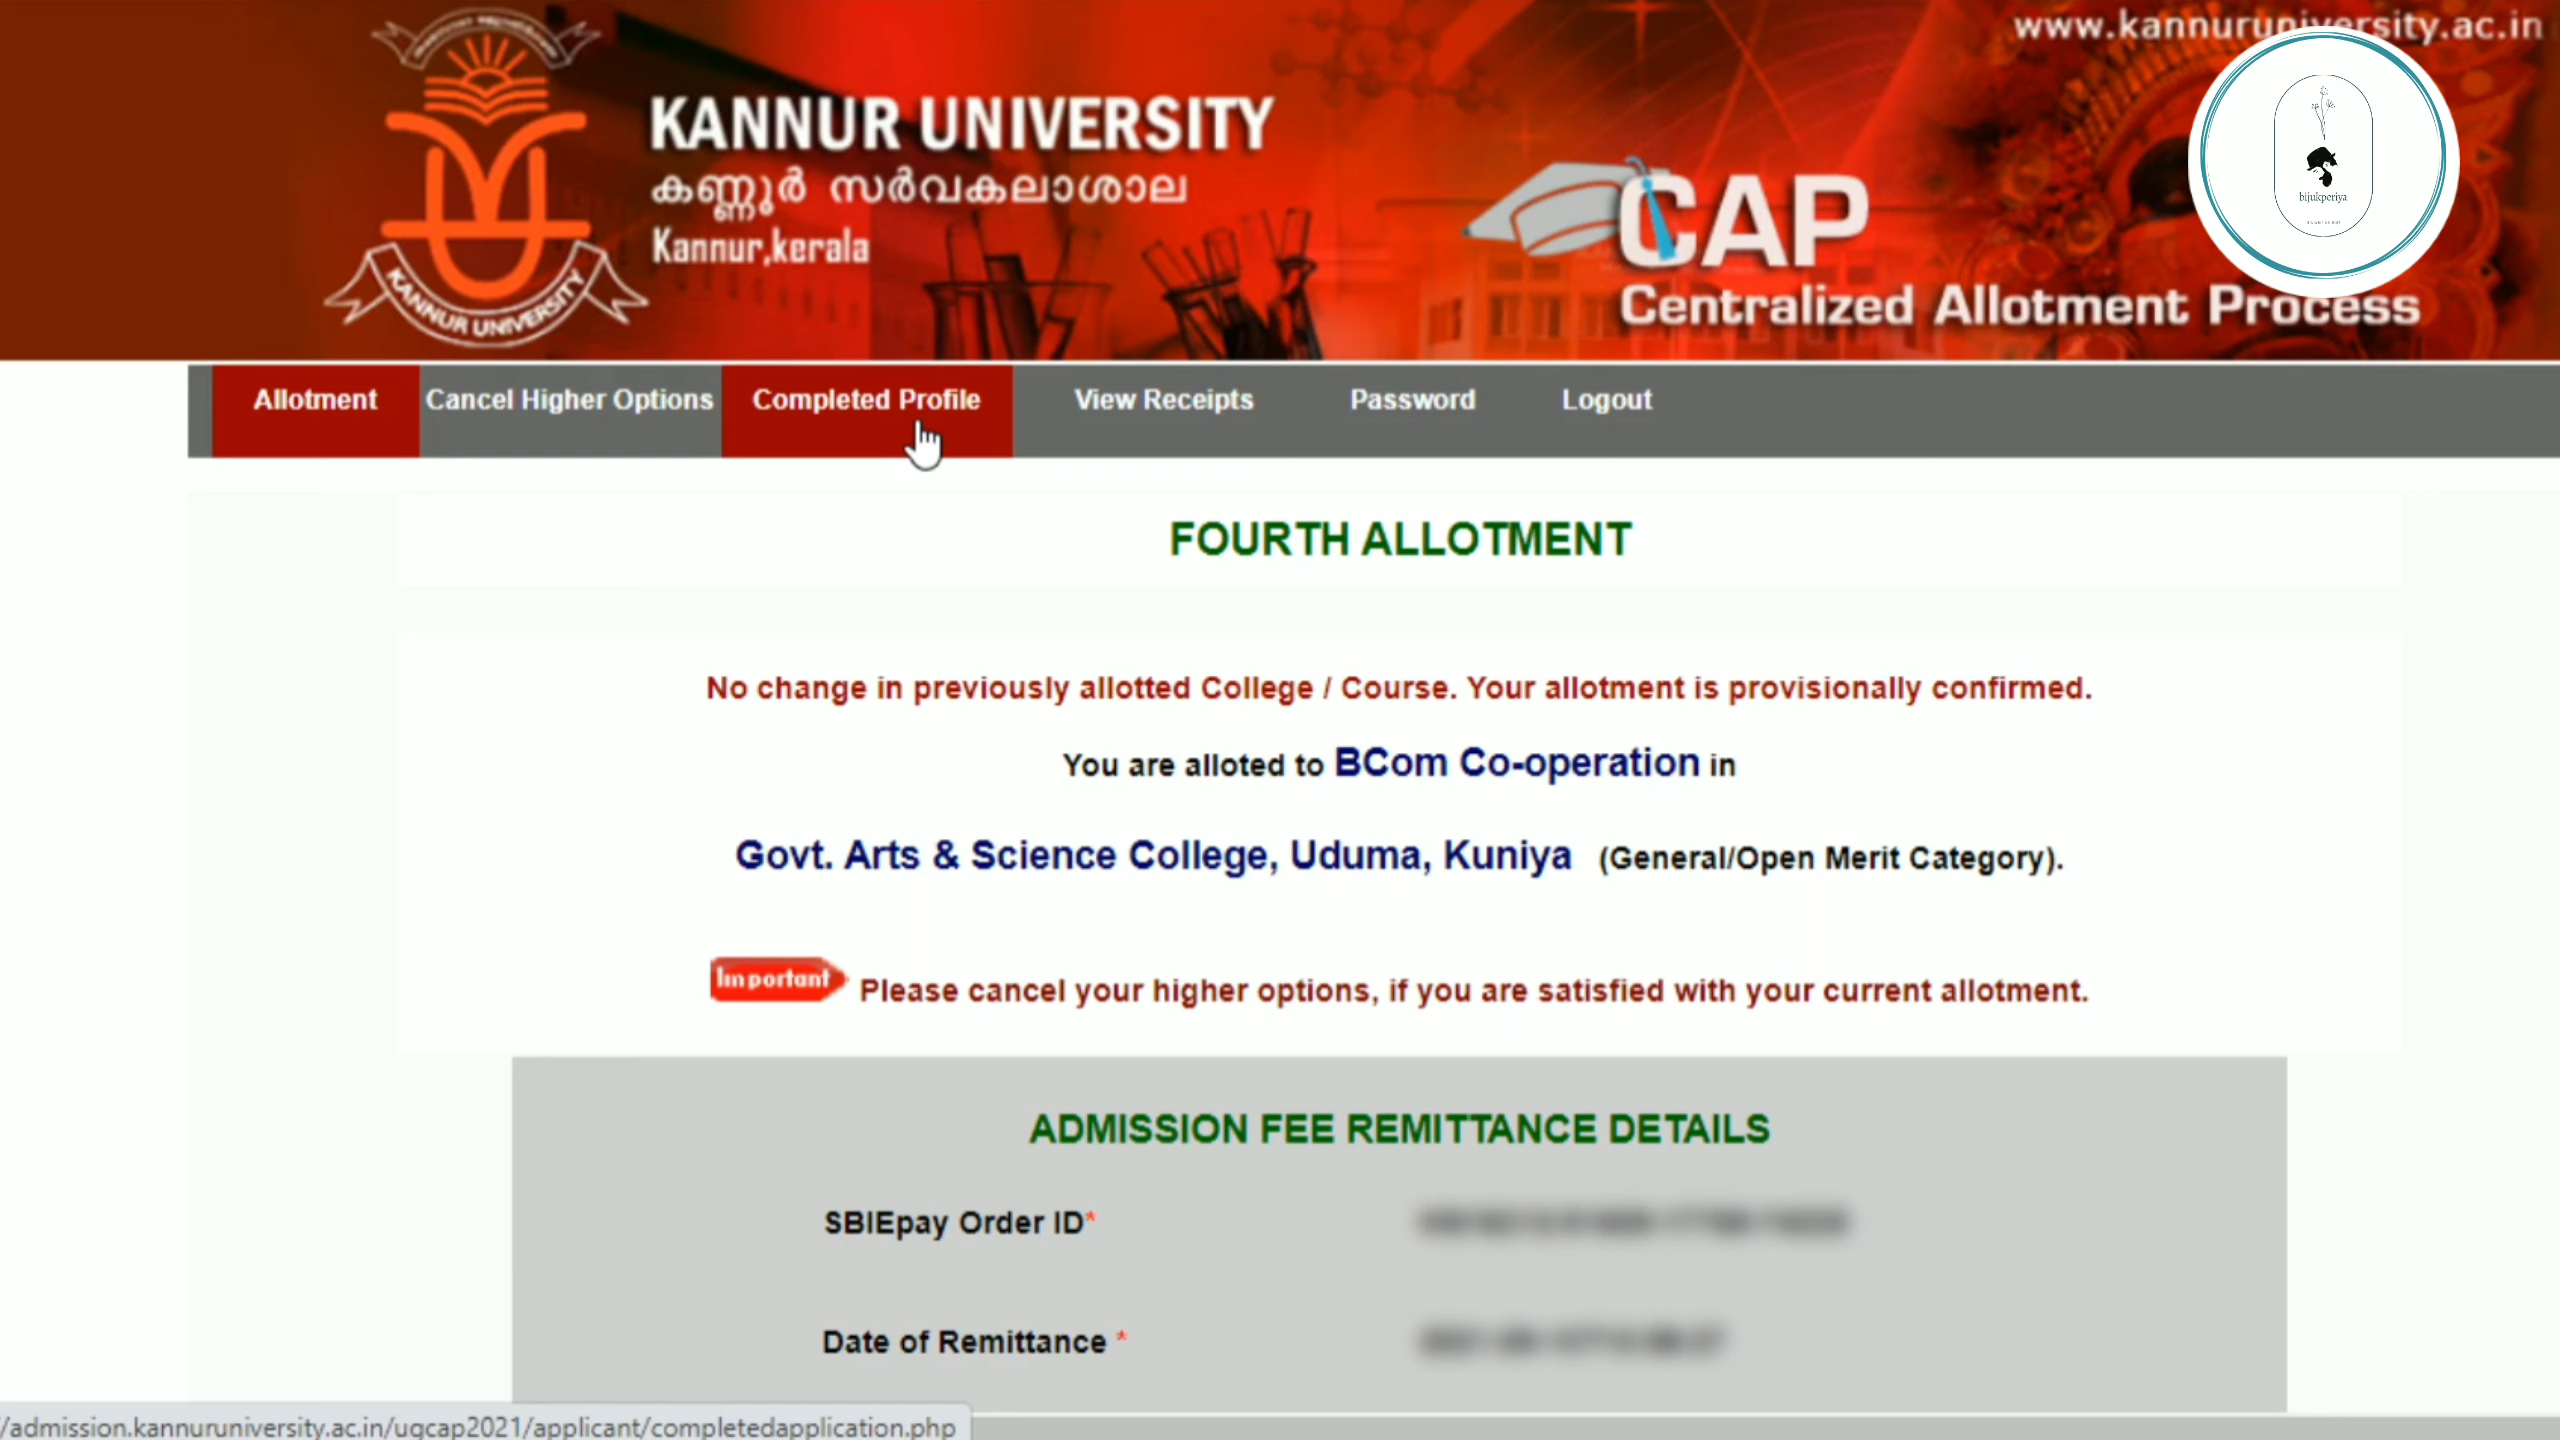 www.kannuruniversity.ac.in
KANNUR UNIVERSITY
കണ്ണൂർ സർവകലാശാല
Kannur,kerala
KANNUR UNIVERSITY
CAP
Centralized Allotment Process
bijukperiya
Allotment Cancel Higher Options Completed Profile View Receipts Password Logout
FOURTH ALLOTMENT
No change in previously allotted College / Course. Your allotment is provisionally confirmed.
You are alloted to BCom Co-operation in
Govt. Arts & Science College, Uduma, Kuniya (General/Open Merit Category).
Important Please cancel your higher options, if you are satisfied with your current allotment.
ADMISSION FEE REMITTANCE DETAILS
SBIEpay Order ID*
Date of Remittance *
/admission.kannuruniversity.ac.in/ugcap2021/applicant/completedapplication.php